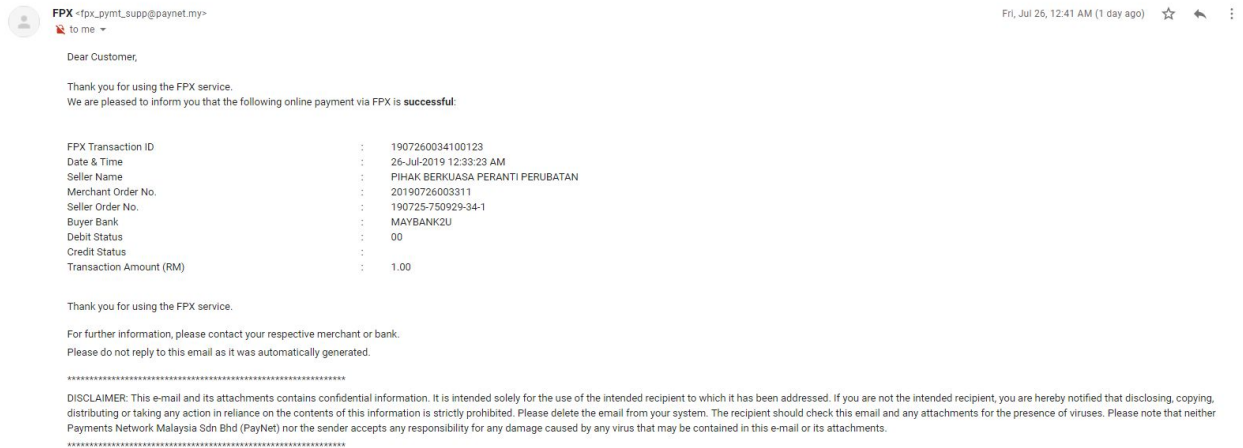 FPX <fpx_pymt_supp@paynet.my>
Fri, Jul 26, 12:41 AM (1 day ago)
to me
Dear Customer,
Thank you for using the FPX service.
We are pleased to inform you that the following online payment via FPX is successful:
FPX Transaction ID : 1907260034100123
Date & Time : 26-Jul-2019 12:33:23 AM
Seller Name : PIHAK BERKUASA PERANTI PERUBATAN
Merchant Order No. : 20190726003311
Seller Order No. : 190725-750929-34-1
Buyer Bank : MAYBANK2U
Debit Status : 00
Credit Status :
Transaction Amount (RM) : 1.00
Thank you for using the FPX service.
For further information, please contact your respective merchant or bank.
Please do not reply to this email as it was automatically generated.
***************************************************************
DISCLAIMER: This e-mail and its attachments contains confidential information. It is intended solely for the use of the intended recipient to which it has been addressed. If you are not the intended recipient, you are hereby notified that disclosing, copying,
distributing or taking any action in reliance on the contents of this information is strictly prohibited. Please delete the email from your system. The recipient should check this email and any attachments for the presence of viruses. Please note that neither
Payments Network Malaysia Sdn Bhd (PayNet) nor the sender accepts any responsibility for any damage caused by any virus that may be contained in this e-mail or its attachments.
***************************************************************